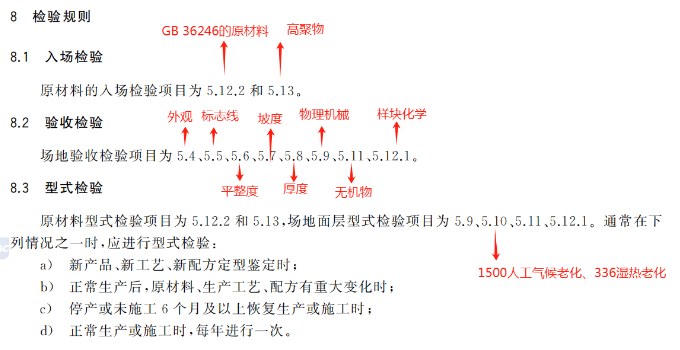 8 检验规则
GB 36246的原材料 高聚物
8.1 入场检验
原材料的入场检验项目为 5.12.2 和 5.13。
8.2 验收检验
外观 标志线 坡度 物理机械 样块化学
场地验收检验项目为 5.4、5.5、5.6、5.7、5.8、5.9、5.11、5.12.1。
平整度 厚度 无机物
8.3 型式检验
原材料型式检验项目为 5.12.2 和 5.13,场地面层型式检验项目为 5.9、5.10、5.11、5.12.1。通常在下
列情况之一时,应进行型式检验:
a) 新产品、新工艺、新配方定型鉴定时;
1500人工气候老化、336湿热老化
b) 正常生产后,原材料、生产工艺、配方有重大变化时;
c) 停产或未施工 6 个月及以上恢复生产或施工时;
d) 正常生产或施工时,每年进行一次。